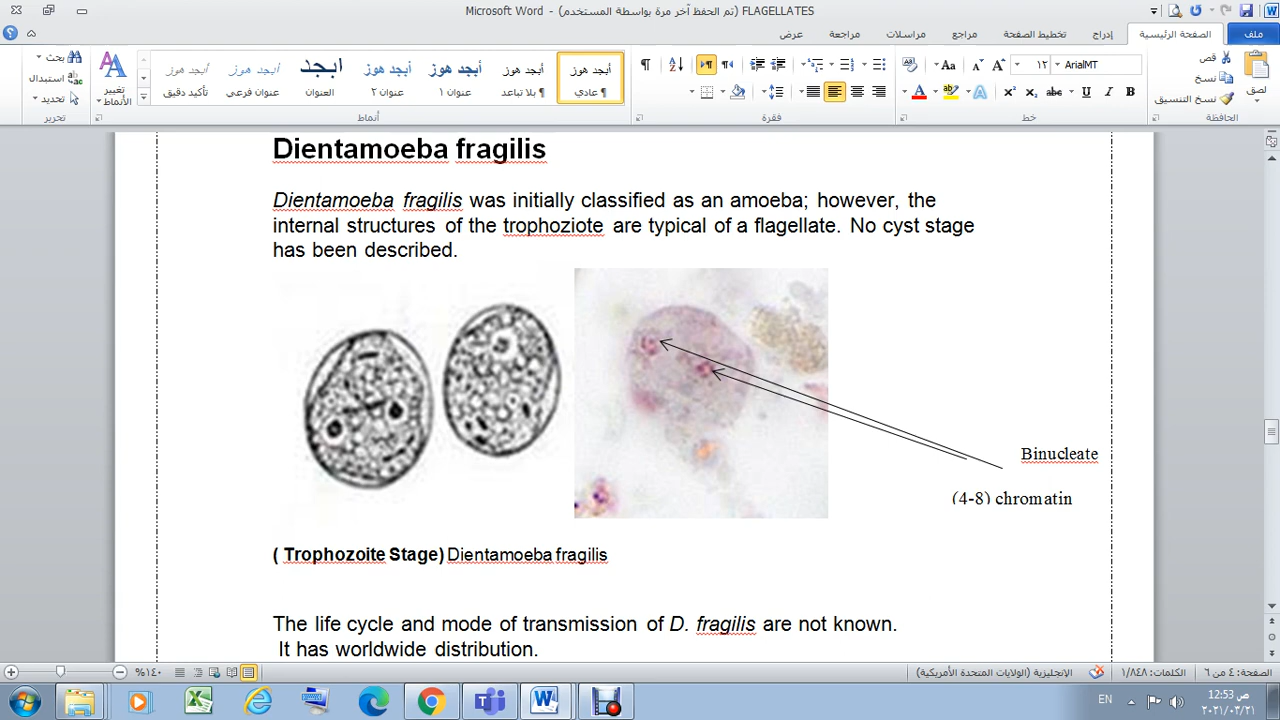 FLAGELLATES (تم الحفظ آخر مرة بواسطة المستخدم) - Microsoft Word
ملف
الصفحة الرئيسية
إدراج
تخطيط الصفحة
مراجع
مراسلات
مراجعة
عرض
قص
نسخ
نسخ التنسيق
لصق
الحافظة
ArialMT
١٢
خط
فقرة
أبجد هوز
عادي
أبجد هوز
بلا تباعد
أبجد هوز
عنوان ١
أبجد هوز
عنوان ٢
ابجد
العنوان
أبجد هوز
عنوان فرعي
أبجد هوز
تأكيد دقيق
تغيير الأنماط
أنماط
بحث
استبدال
تحديد
تحرير
Dientamoeba fragilis
Dientamoeba fragilis was initially classified as an amoeba; however, the
internal structures of the trophoziote are typical of a flagellate. No cyst stage
has been described.
Binucleate
(4-8) chromatin
( Trophozoite Stage) Dientamoeba fragilis
The life cycle and mode of transmission of D. fragilis are not known.
It has worldwide distribution.
الصفحة: ٤ من ٦
الكلمات: ١/٨٤٨
الإنجليزية (الولايات المتحدة الأمريكية)
١٤٠%
EN
12:53 ص
٢٠٢١/٠٣/٢١